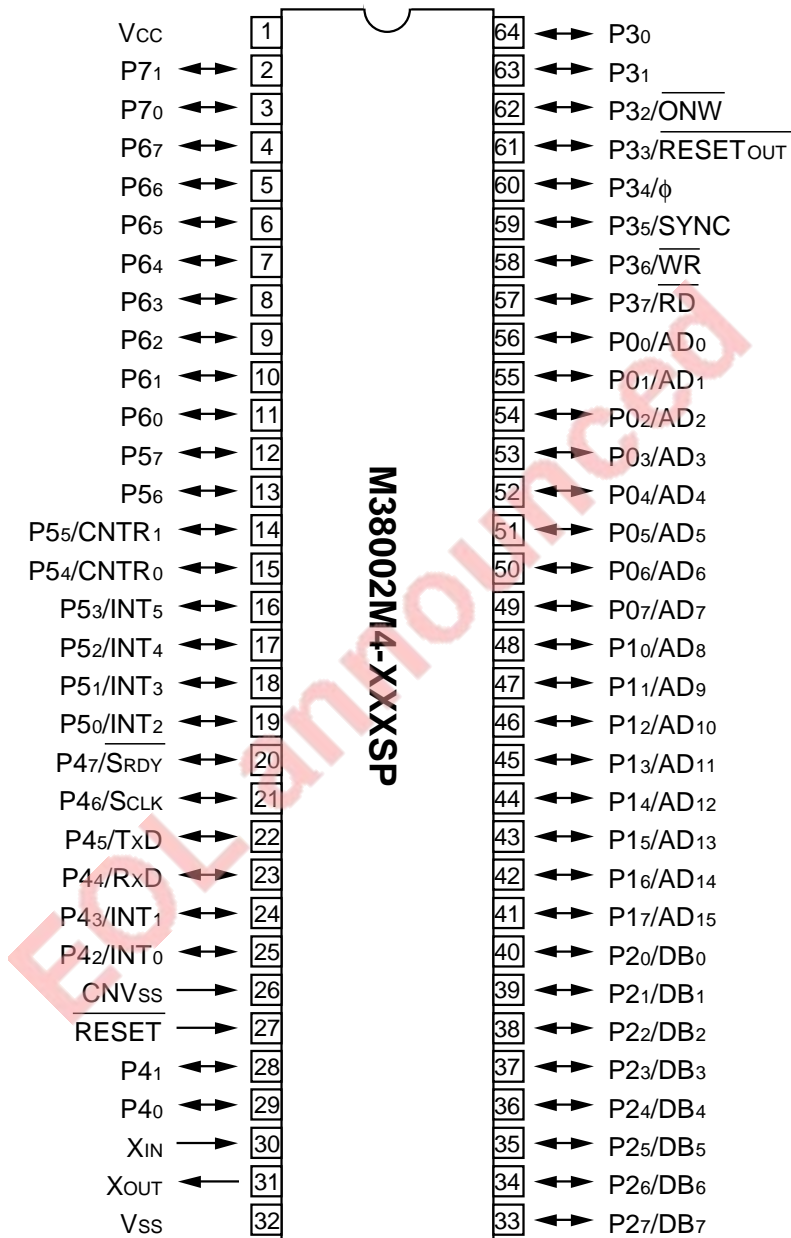 VCC 1 64 P30
P71 2 63 P31
P70 3 62 P32/ONW
P67 4 61 P33/RESETOUT
P66 5 60 P34/ϕ
P65 6 59 P35/SYNC
P64 7 58 P36/WR
P63 8 57 P37/RD
P62 9 56 P00/AD0
P61 10 55 P01/AD1
P60 11 54 P02/AD2
P57 12 53 P03/AD3
P56 13 52 P04/AD4
P55/CNTR1 14 51 P05/AD5
P54/CNTR0 15 50 P06/AD6
P53/INT5 16 49 P07/AD7
P52/INT4 17 48 P10/AD8
P51/INT3 18 47 P11/AD9
P50/INT2 19 46 P12/AD10
P47/SRDY 20 45 P13/AD11
P46/SCLK 21 44 P14/AD12
P45/TXD 22 43 P15/AD13
P44/RXD 23 42 P16/AD14
P43/INT1 24 41 P17/AD15
P42/INT0 25 40 P20/DB0
CNVSS 26 39 P21/DB1
RESET 27 38 P22/DB2
P41 28 37 P23/DB3
P40 29 36 P24/DB4
XIN 30 35 P25/DB5
XOUT 31 34 P26/DB6
VSS 32 33 P27/DB7
M38002M4-XXXSP
EOL announced